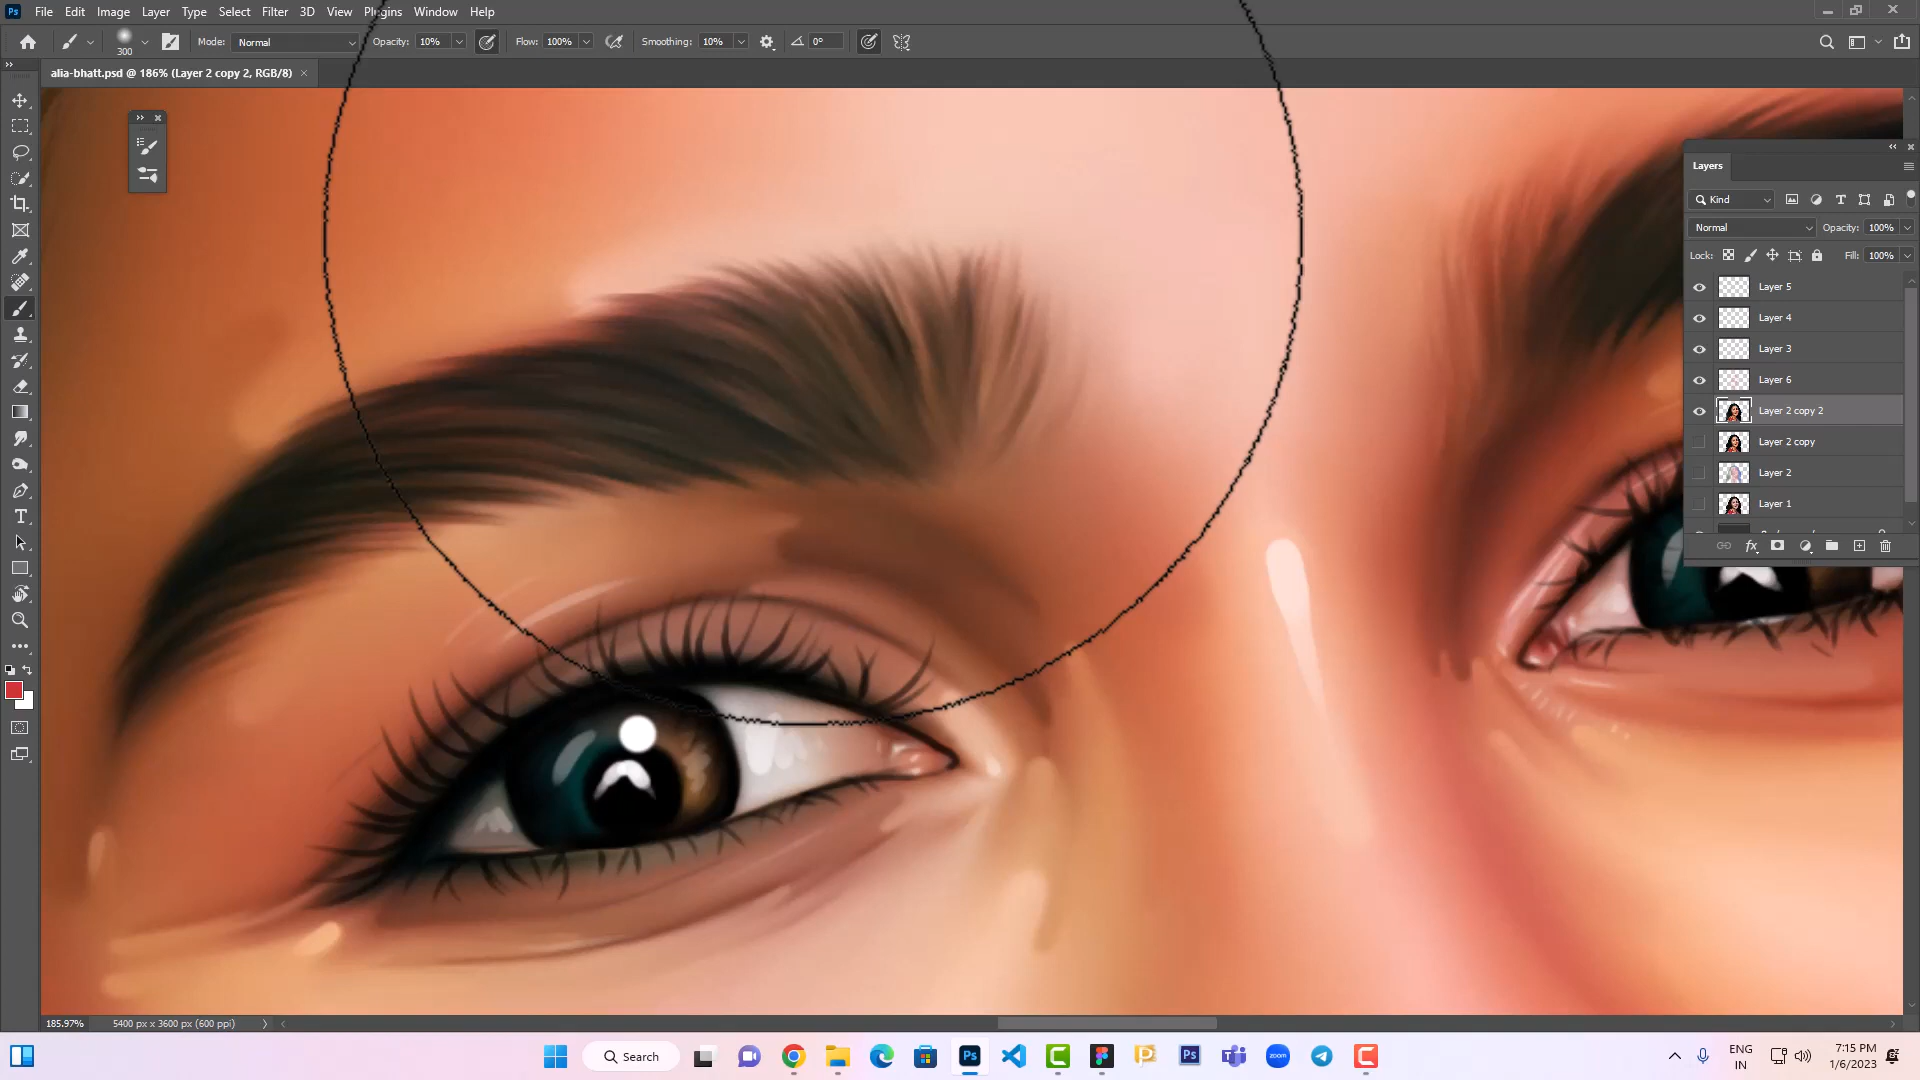 Ps File Edit Image Layer Type Select Filter 3D View Plugins Window Help
300 Mode: Normal Opacity: 10% Flow: 100% Smoothing: 10% 0°
alia-bhatt.psd @ 186% (Layer 2 copy 2, RGB/8)
Layers
Kind
Normal Opacity: 100%
Lock: Fill: 100%
Layer 5
Layer 4
Layer 3
Layer 6
Layer 2 copy 2
Layer 2 copy
Layer 2
Layer 1
185.97% 5400 px x 3600 px (600 ppi)
Search Ps Ps zoom
ENG
IN
7:15 PM
1/6/2023